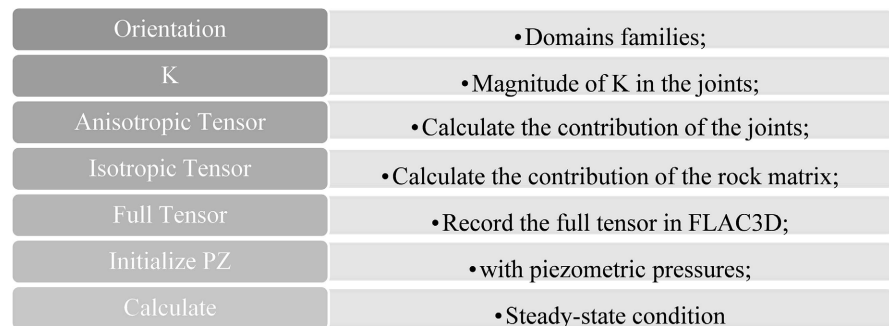 Orientation
•Domains families;
K
•Magnitude of K in the joints;
Anisotropic Tensor
•Calculate the contribution of the joints;
Isotropic Tensor
•Calculate the contribution of the rock matrix;
Full Tensor
•Record the full tensor in FLAC3D;
Initialize PZ
•with piezometric pressures;
Calculate
•Steady-state condition